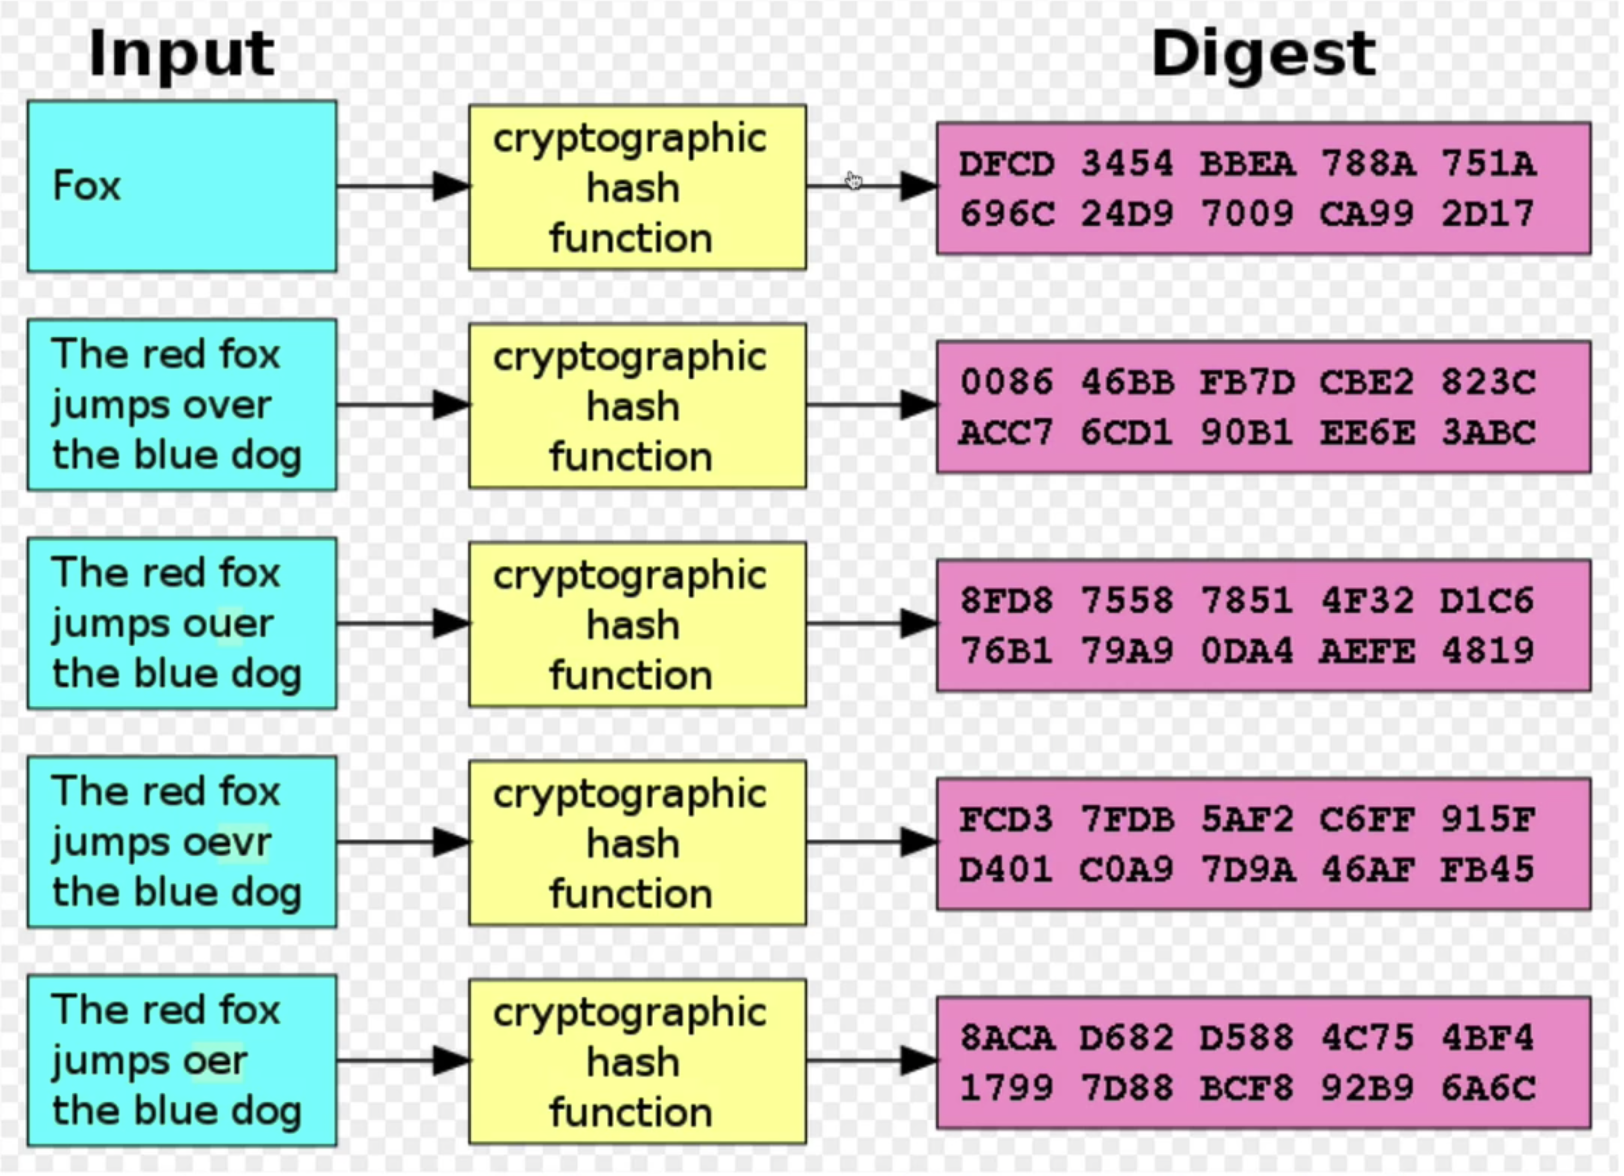 Input
Digest
Fox
cryptographic
hash
function
DFCD 3454 BBEA 788A 751A
696C 24D9 7009 CA99 2D17
The red fox
jumps over
the blue dog
cryptographic
hash
function
0086 46BB FB7D CBE2 823C
ACC7 6CD1 90B1 EE6E 3ABC
The red fox
jumps ouer
the blue dog
cryptographic
hash
function
8FD8 7558 7851 4F32 D1C6
76B1 79A9 0DA4 AEFE 4819
The red fox
jumps oevr
the blue dog
cryptographic
hash
function
FCD3 7FDB 5AF2 C6FF 915F
D401 C0A9 7D9A 46AF FB45
The red fox
jumps oer
the blue dog
cryptographic
hash
function
8ACA D682 D588 4C75 4BF4
1799 7D88 BCF8 92B9 6A6C